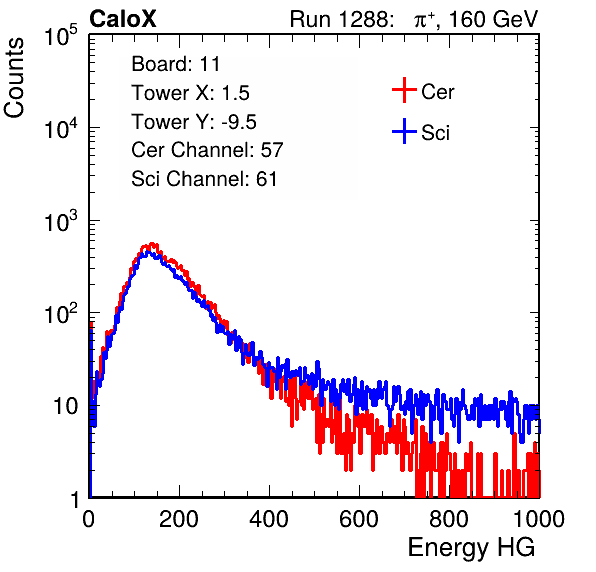 CaloX Run 1288: π⁺, 160 GeV
Counts
Board: 11
Tower X: 1.5
Tower Y: -9.5
Cer Channel: 57
Sci Channel: 61
Cer
Sci
10⁵
10⁴
10³
10²
10
1
0 200 400 600 800 1000
Energy HG